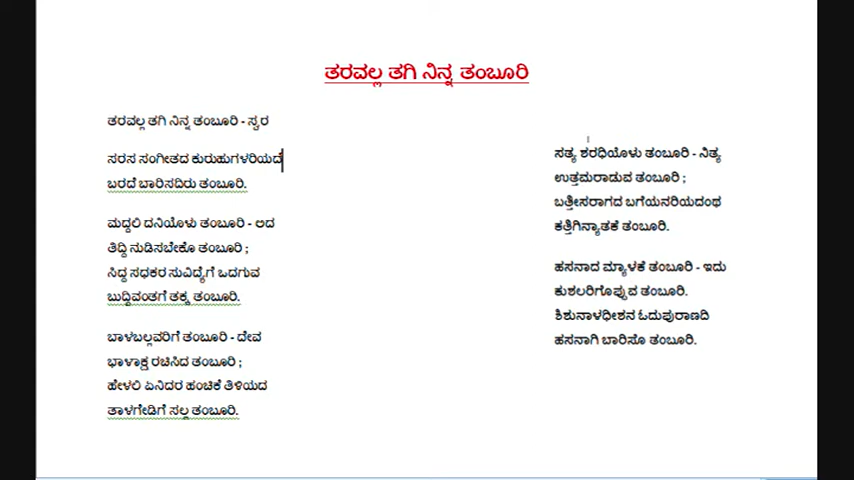 ತರವಲ್ಲ ತಗಿ ನಿನ್ನ ತಂಬೂರಿ
ತರವಲ್ಲ ತಗಿ ನಿನ್ನ ತಂಬೂರಿ - ಸ್ವರ
ಸರಸ ಸಂಗೀತದ ಕುರುಹುಗಳರಿಯದೆ
ಬರದೆ ಬಾರಿಸದಿರು ತಂಬೂರಿ.
ಮದ್ದಲಿ ದನಿಯೊಳು ತಂಬೂರಿ - ಅದ
ತಿದ್ದಿ ನುಡಿಸಬೇಕೊ ತಂಬೂರಿ ;
ಸಿದ್ಧ ಸಧಕರ ಸುವಿದ್ಯೆಗೆ ಒದಗುವ
ಬುದ್ಧಿವಂತಗೆ ತಕ್ಕ ತಂಬೂರಿ.
ಬಾಳಬಲ್ಲವರಿಗೆ ತಂಬೂರಿ - ದೇವ
ಭಾಳಾಕ್ಷ ರಚಿಸಿದ ತಂಬೂರಿ ;
ಹೇಳಲಿ ಏನಿದರ ಹಂಚಿಕೆ ತಿಳಿಯದ
ತಾಳಗೇಡಿಗೆ ಸಲ್ಲ ತಂಬೂರಿ.
ಸತ್ಯ ಶರಧಿಯೊಳು ತಂಬೂರಿ - ನಿತ್ಯ
ಉತ್ತಮರಾಡುವ ತಂಬೂರಿ ;
ಬತ್ತೀಸರಾಗದ ಬಗೆಯನರಿಯದಂಥ
ಕತ್ತಿಗಿನ್ಯಾತಕೆ ತಂಬೂರಿ.
ಹಸನಾದ ಮ್ಯಾಳಕೆ ತಂಬೂರಿ - ಇದು
ಕುಶಲರಿಗೊಪ್ಪುವ ತಂಬೂರಿ.
ಶಿಶುನಾಳಧೀಶನ ಓದುಪುರಾಣದಿ
ಹಸನಾಗಿ ಬಾರಿಸೊ ತಂಬೂರಿ.